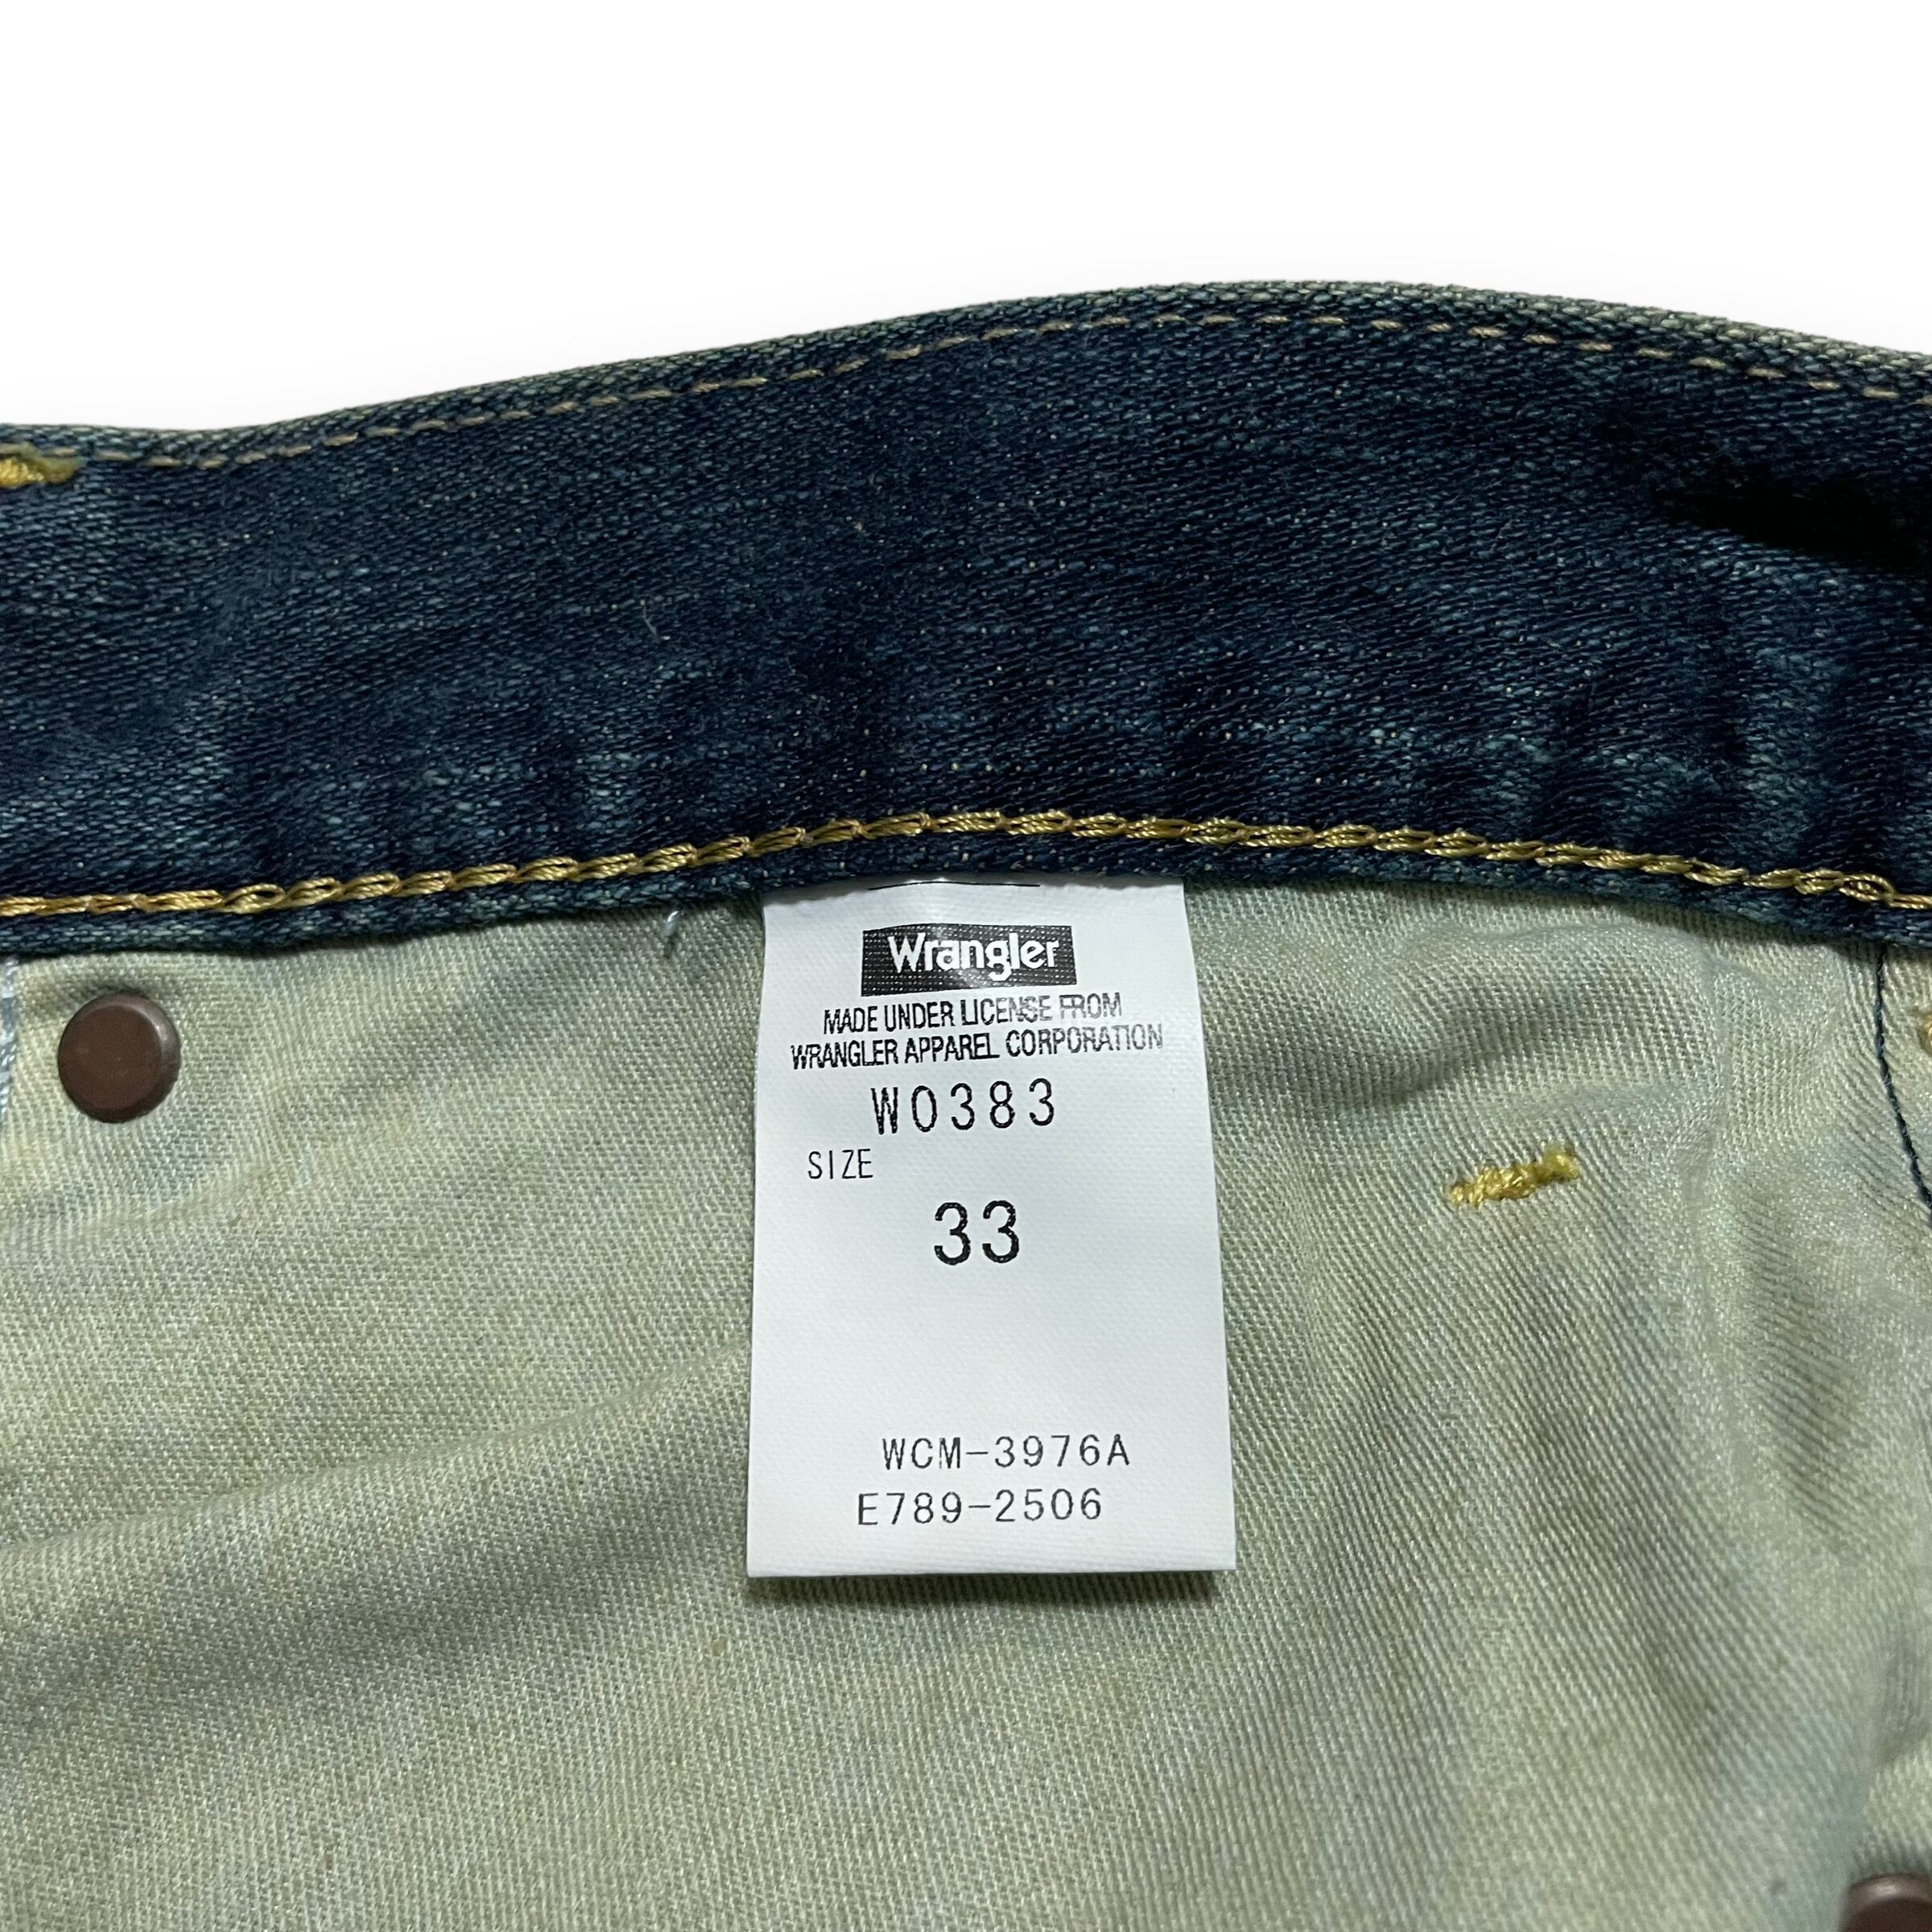 Wrangler
MADE UNDER LICENSE FROM
WRANGLER APPAREL CORPORATION
W0383
SIZE
33
WCM-3976A
E789-2506